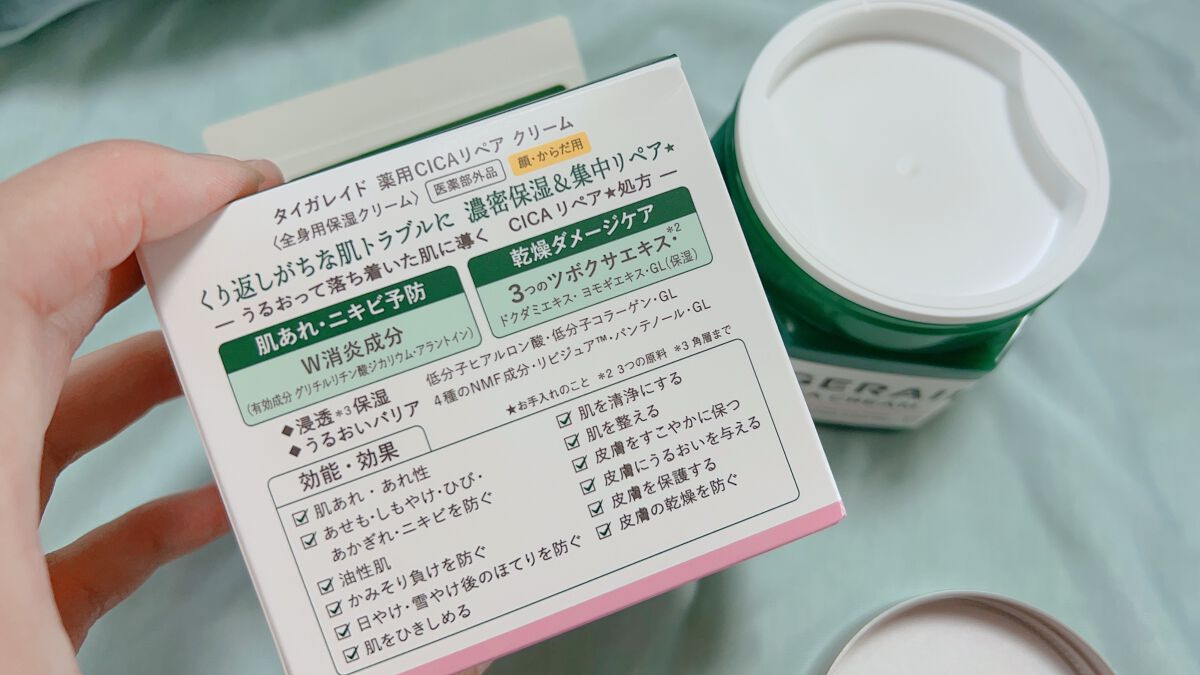 タイガレイド 薬用CICAリペア クリーム
〈全身用保湿クリーム〉 医薬部外品 顔・からだ用
くり返しがちな肌トラブルに 濃密保湿&集中リペア★
― うるおって落ち着いた肌に導く CICAリペア★処方 ―
肌あれ・ニキビ予防
W消炎成分
(有効成分 グリチルリチン酸ジカリウム・アラントイン)
乾燥ダメージケア
3つのツボクサエキス*2・
ドクダミエキス・ヨモギエキス・GL(保湿)
◆浸透*3保湿 低分子ヒアルロン酸・低分子コラーゲン・GL
◆うるおいバリア 4種のNMF成分・リピジュア™・パンテノール・GL
★お手入れのこと *2 3つの原料 *3 角層まで
効能・効果
肌あれ・あれ性
あせも・しもやけ・ひび・
あかぎれ・ニキビを防ぐ
油性肌
かみそり負けを防ぐ
日やけ・雪やけ後のほてりを防ぐ
肌をひきしめる
肌を清浄にする
肌を整える
皮膚をすこやかに保つ
皮膚にうるおいを与える
皮膚を保護する
皮膚の乾燥を防ぐ
CREAM